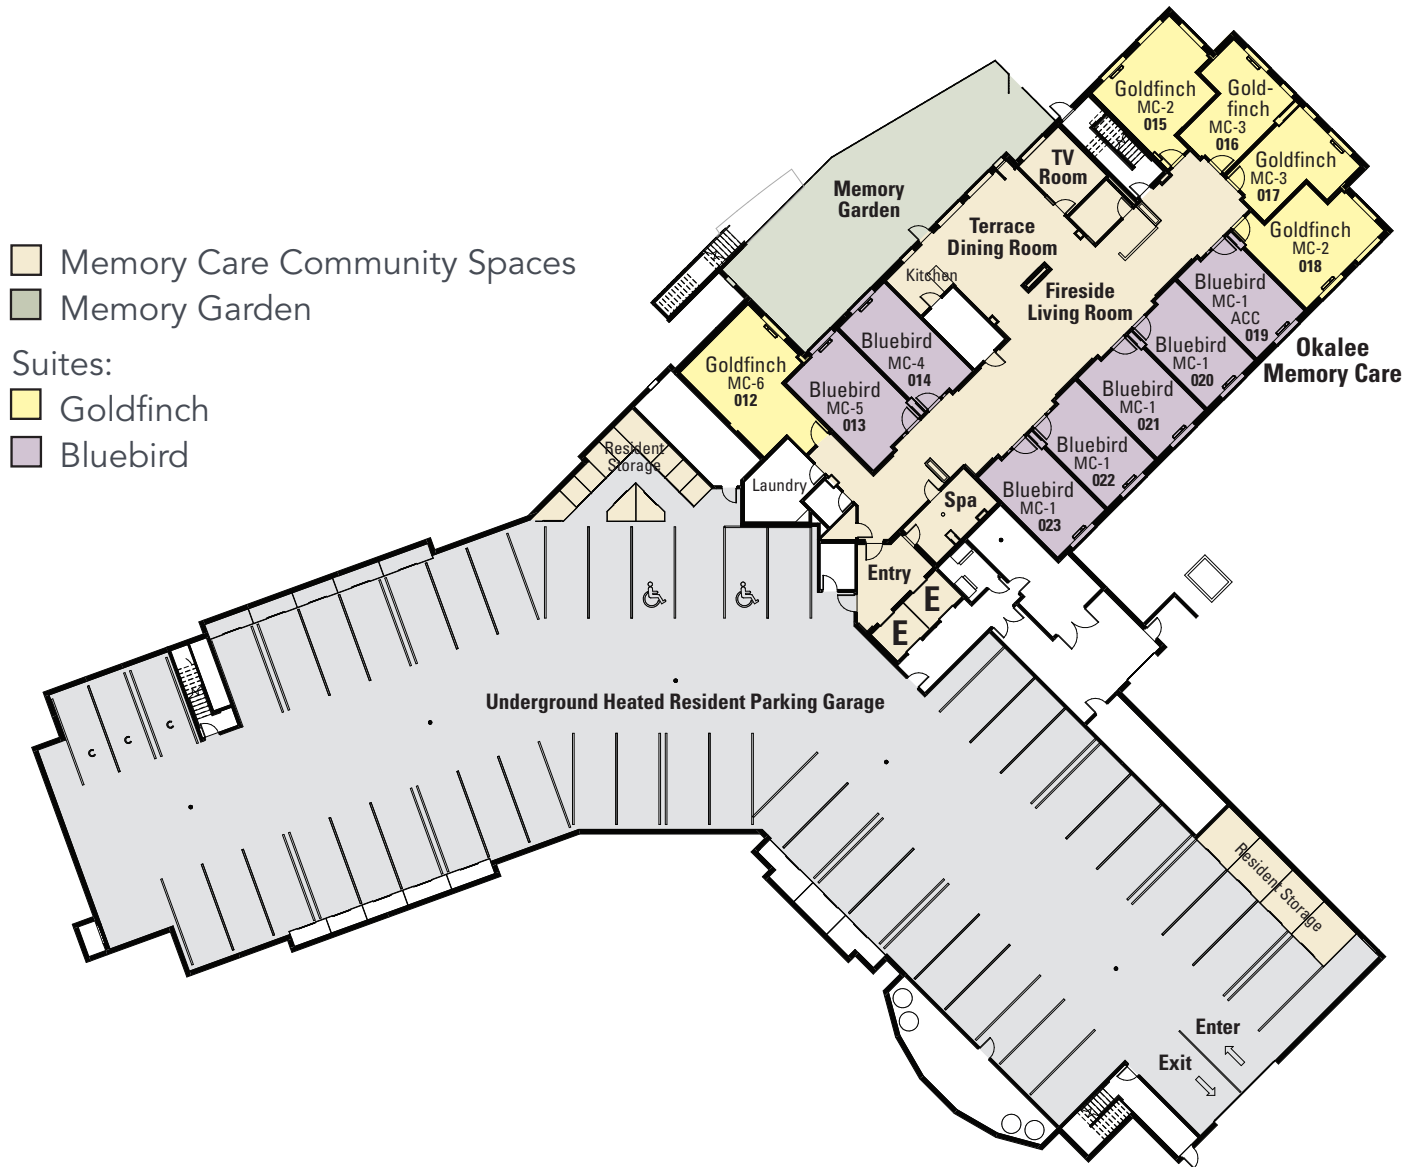 Memory Care Community Spaces
Memory Garden
Suites:
Goldfinch
Bluebird
Memory
Garden
TV
Room
Terrace
Dining Room
Kitchen
Fireside
Living Room
Goldfinch
MC-2
015
Gold-
finch
MC-3
016
Goldfinch
MC-3
017
Goldfinch
MC-2
018
Bluebird
MC-1
ACC
019
Bluebird
MC-1
020
Bluebird
MC-1
021
Bluebird
MC-1
022
Bluebird
MC-1
023
Okalee
Memory Care
Bluebird
MC-4
014
Bluebird
MC-5
013
Goldfinch
MC-6
012
Resident
Storage
Laundry
Spa
Entry
E
E
C
C
C
Underground Heated Resident Parking Garage
Resident Storage
Enter
Exit